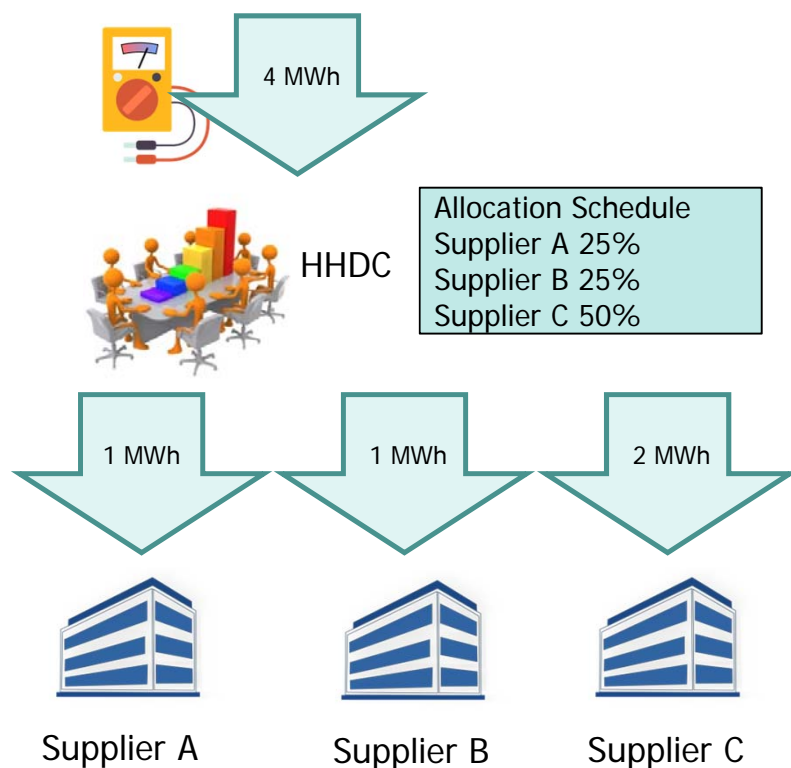 4 MWh
HHDC
Allocation Schedule
Supplier A 25%
Supplier B 25%
Supplier C 50%
1 MWh
1 MWh
2 MWh
Supplier A
Supplier B
Supplier C